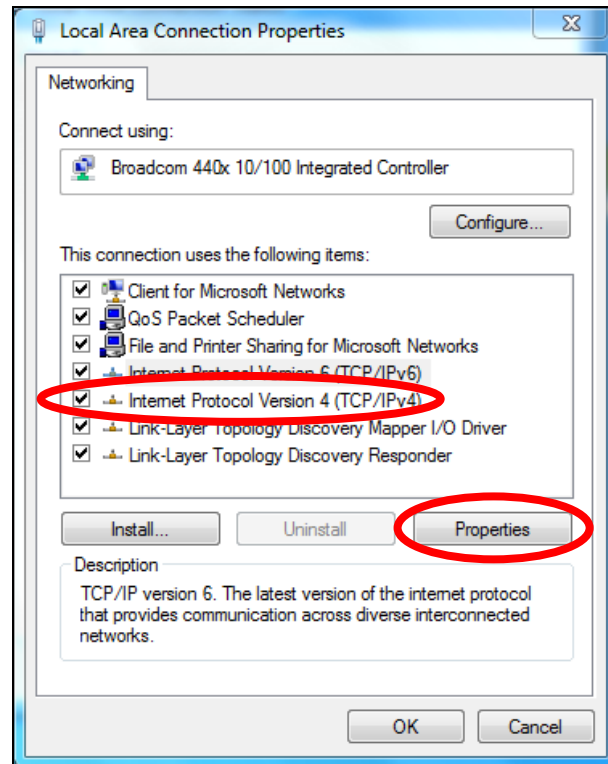 Local Area Connection Properties
Networking
Connect using:
Broadcom 440x 10/100 Integrated Controller
Configure...
This connection uses the following items:
Client for Microsoft Networks
QoS Packet Scheduler
File and Printer Sharing for Microsoft Networks
Internet Protocol Version 6 (TCP/IPv6)
Internet Protocol Version 4 (TCP/IPv4)
Link-Layer Topology Discovery Mapper I/O Driver
Link-Layer Topology Discovery Responder
Install...
Uninstall
Properties
Description
TCP/IP version 6. The latest version of the internet protocol
that provides communication across diverse interconnected
networks.
OK
Cancel